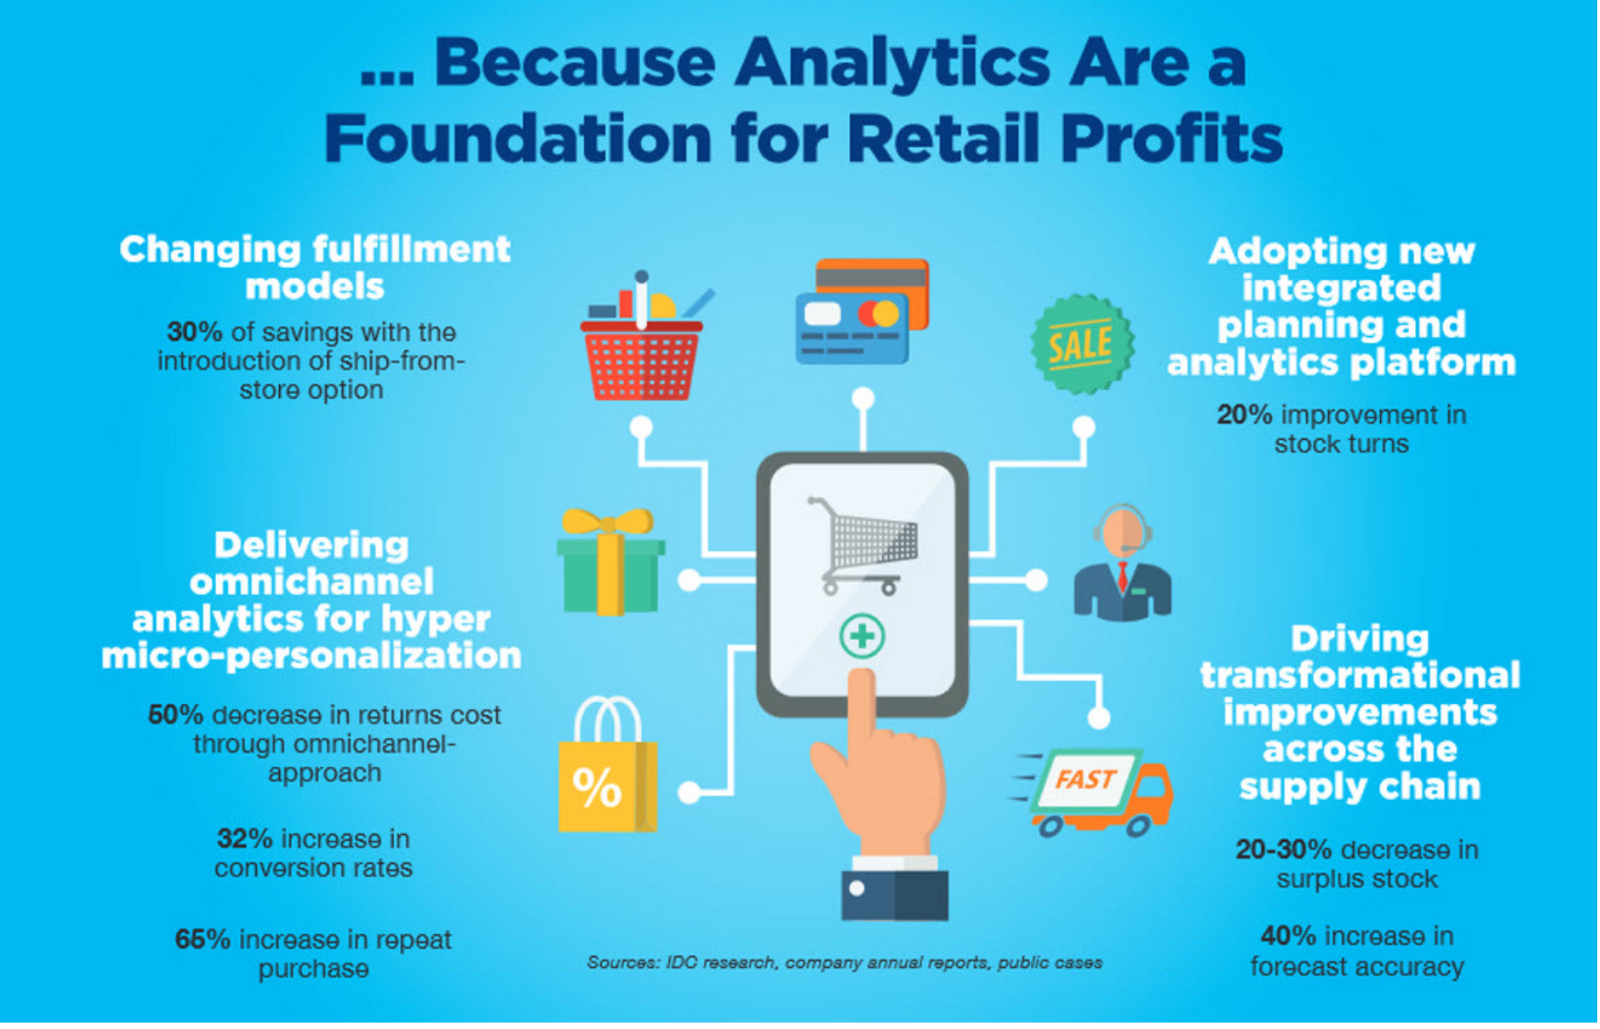 ... Because Analytics Are a
Foundation for Retail Profits
Changing fulfillment
models
30% of savings with the
introduction of ship-from-
store option
Delivering
omnichannel
analytics for hyper
micro-personalization
50% decrease in returns cost
through omnichannel-
approach
32% increase in
conversion rates
65% increase in repeat
purchase
SALE
%
FAST
Adopting new
integrated
planning and
analytics platform
20% improvement in
stock turns
Driving
transformational
improvements
across the
supply chain
20-30% decrease in
surplus stock
40% increase in
forecast accuracy
Sources: IDC research, company annual reports, public cases